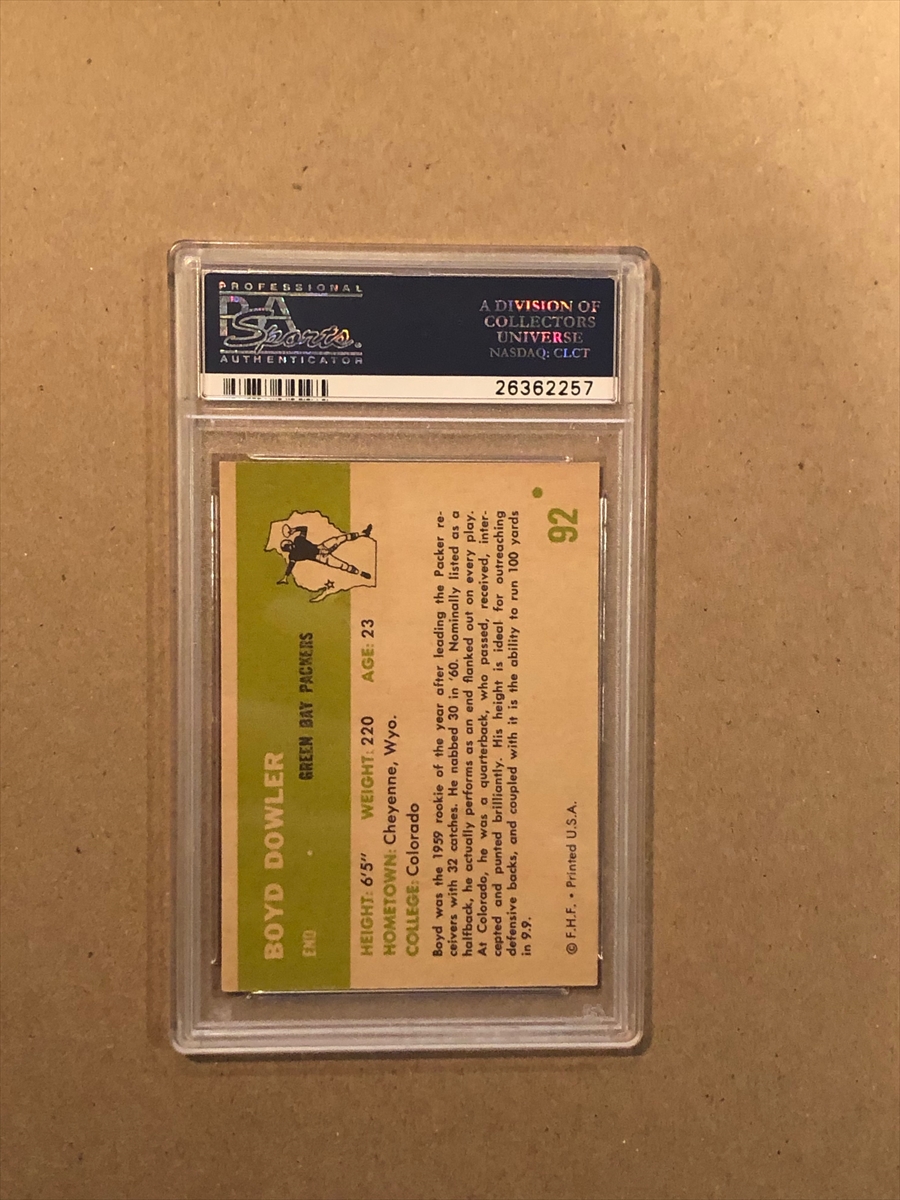 PROFESSIONAL
PSA
Sports.
AUTHENTICATOR
A DIVISION OF
COLLECTORS
UNIVERSE
NASDAQ: CLCT
26362257
BOYD DOWLER
END
GREEN BAY PACKERS
HEIGHT: 6'5" WEIGHT: 220 AGE: 23
HOMETOWN: Cheyenne, Wyo.
COLLEGE: Colorado
Boyd was the 1959 rookie of the year after leading the Packer re-
ceivers with 32 catches. He nabbed 30 in '60. Nominally listed as a
halfback, he actually performs as an end flanked out on every play.
At Colorado, he was a quarterback, who passed, received, inter-
cepted and punted brilliantly. His height is ideal for outreaching
defensive backs, and coupled with it is the ability to run 100 yards
in 9.9.
© F.H.F. • Printed U.S.A.
92